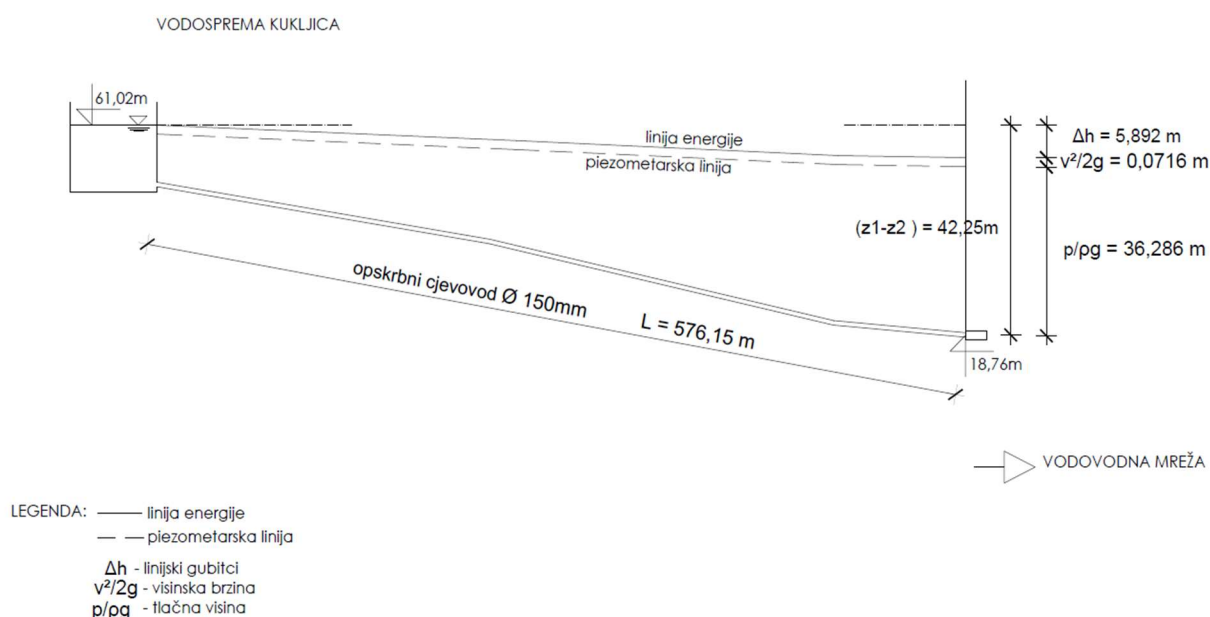 VODOSPREMA KUKLJICA
61,02m
linija energije
piezometarska linija
Δh = 5,892 m
v²/2g = 0,0716 m
(z1-z2 ) = 42,25m
p/ρg = 36,286 m
opskrbni cjevovod Ø 150mm
L = 576,15 m
18,76m
VODOVODNA MREŽA
LEGENDA:
linija energije
piezometarska linija
Δh - linijski gubitci
v²/2g - visinska brzina
p/ρg - tlačna visina